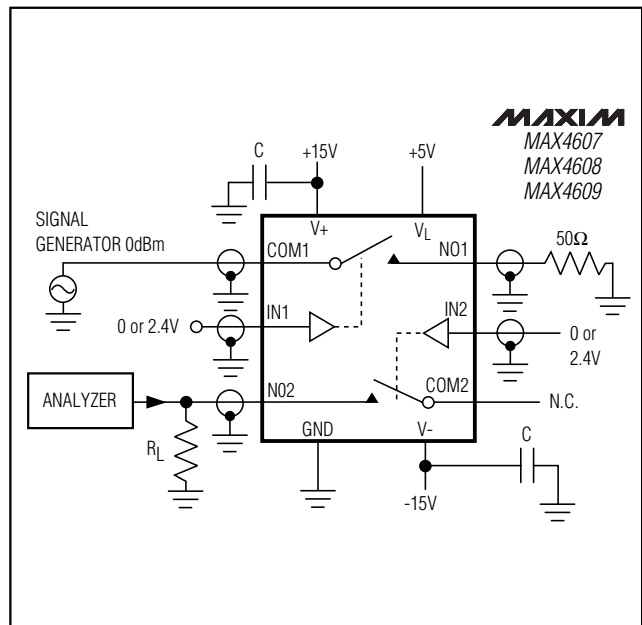 MAXIM
MAX4607
MAX4608
MAX4609
C
+15V
+5V
SIGNAL
GENERATOR 0dBm
V+
VL
50Ω
COM1
NO1
IN1
IN2
0 or 2.4V
0 or
2.4V
ANALYZER
NO2
COM2
N.C.
RL
GND
V-
C
-15V